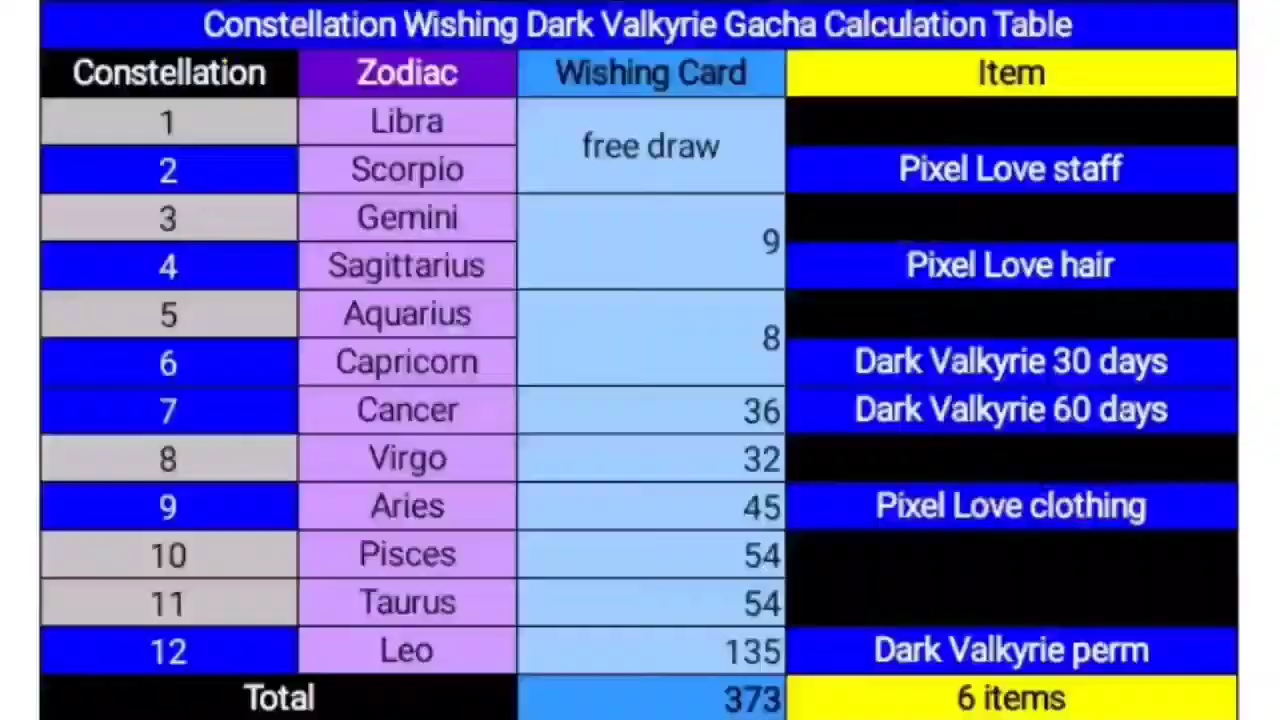 Constellation Wishing Dark Valkyrie Gacha Calculation Table
Constellation Zodiac Wishing Card Item
1 Libra free draw
2 Scorpio Pixel Love staff
3 Gemini 9
4 Sagittarius Pixel Love hair
5 Aquarius 8
6 Capricorn Dark Valkyrie 30 days
7 Cancer 36 Dark Valkyrie 60 days
8 Virgo 32
9 Aries 45 Pixel Love clothing
10 Pisces 54
11 Taurus 54
12 Leo 135 Dark Valkyrie perm
Total 373 6 items